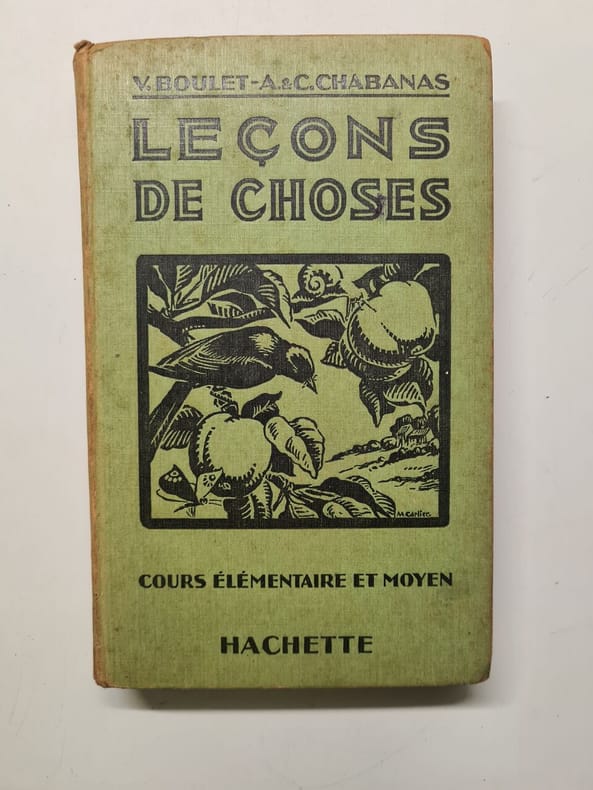 V. BOULET - A. & C. CHABANAS
LEÇONS
DE CHOSES
COURS ÉLÉMENTAIRE ET MOYEN
HACHETTE